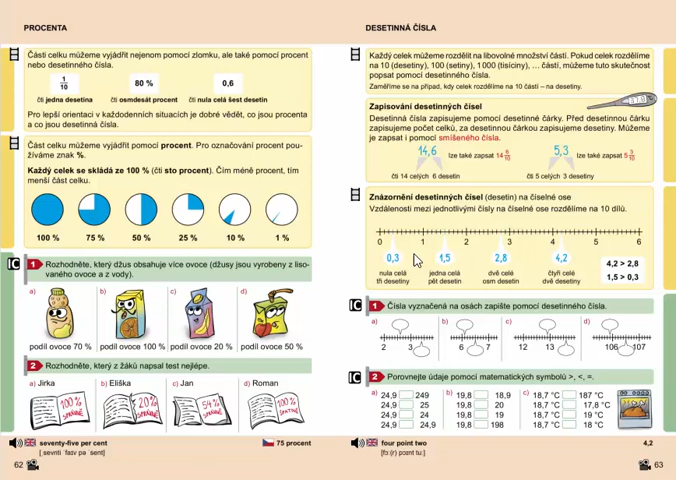 PROCENTA
Části celku můžeme vyjádřit nejenom pomocí zlomku, ale také pomocí procent
nebo desetinného čísla.
1/10
80 %
0,6
čti jedna desetina
čti osmdesát procent
čti nula celá šest desetin
Pro lepší orientaci v každodenních situacích je dobré vědět, co jsou procenta
a co jsou desetinná čísla.
Část celku můžeme vyjádřit pomocí procent. Pro označování procent pou-
žíváme znak %.
Každý celek se skládá ze 100 % (čti sto procent). Čím méně procent, tím
menší část celku.
100 %
75 %
50 %
25 %
10 %
1 %
1 Rozhodněte, který džus obsahuje více ovoce (džusy jsou vyrobeny z liso-
vaného ovoce a z vody).
a)
b)
c)
d)
podíl ovoce 70 %
podíl ovoce 100 %
podíl ovoce 20 %
podíl ovoce 50 %
2 Rozhodněte, který z žáků napsal test nejlépe.
a) Jirka
b) Eliška
c) Jan
d) Roman
100 %
SPRÁVNĚ
20 %
SPRÁVNĚ
54 %
SPRÁVNĚ
100 %
ŠPATNĚ
seventy-five per cent
75 procent
62
DESETINNÁ ČÍSLA
Každý celek můžeme rozdělit na libovolné množství částí. Pokud celek rozdělíme
na 10 (desetiny), 100 (setiny), 1 000 (tisíciny), … částí, můžeme tuto skutečnost
popsat pomocí desetinného čísla.
Zaměříme se na případ, kdy celek rozdělíme na 10 částí – na desetiny.
Zapisování desetinných čísel
Desetinná čísla zapisujeme pomocí desetinné čárky. Před desetinnou čárku
zapisujeme počet celků, za desetinnou čárkou zapisujeme desetiny. Můžeme
je zapsat i pomocí smíšeného čísla.
14,6 lze také zapsat 14 6/10
5,3 lze také zapsat 5 3/10
čti 14 celých 6 desetin
čti 5 celých 3 desetiny
Znázornění desetinných čísel (desetin) na číselné ose
Vzdálenosti mezi jednotlivými čísly na číselné ose rozdělíme na 10 dílů.
0 1 2 3 4 5 6
0,3
1,5
2,8
4,2
nula celá
tři desetiny
jedna celá
pět desetin
dvě celé
osm desetin
čtyři celé
dvě desetiny
4,2 > 2,8
1,5 > 0,3
1 Čísla vyznačená na osách zapište pomocí desetinného čísla.
a)
b)
c)
d)
2 3
6 7
12 13
106 107
2 Porovnejte údaje pomocí matematických symbolů >, <, =.
a) 24,9 249
24,9 25
24,9 24
24,9 24,9
b) 19,8 18,9
19,8 20
19,8 19
19,8 198
c) 18,7 °C 187 °C
18,7 °C 17,8 °C
18,7 °C 19 °C
18,7 °C 18 °C
four point two
4,2
63